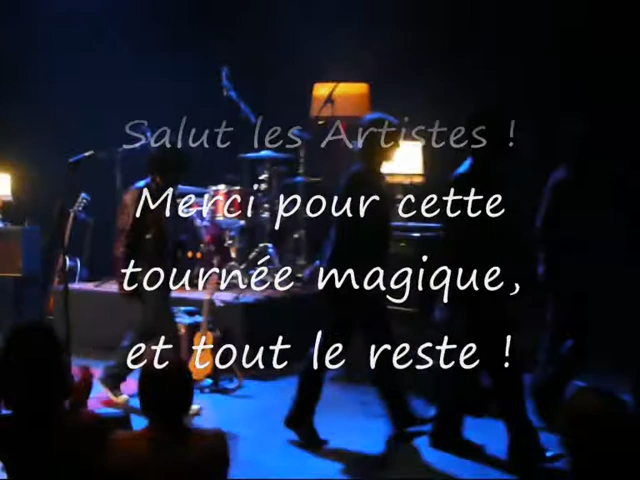 Salut les Artistes !
Merci pour cette
tournée magique,
et tout le reste !